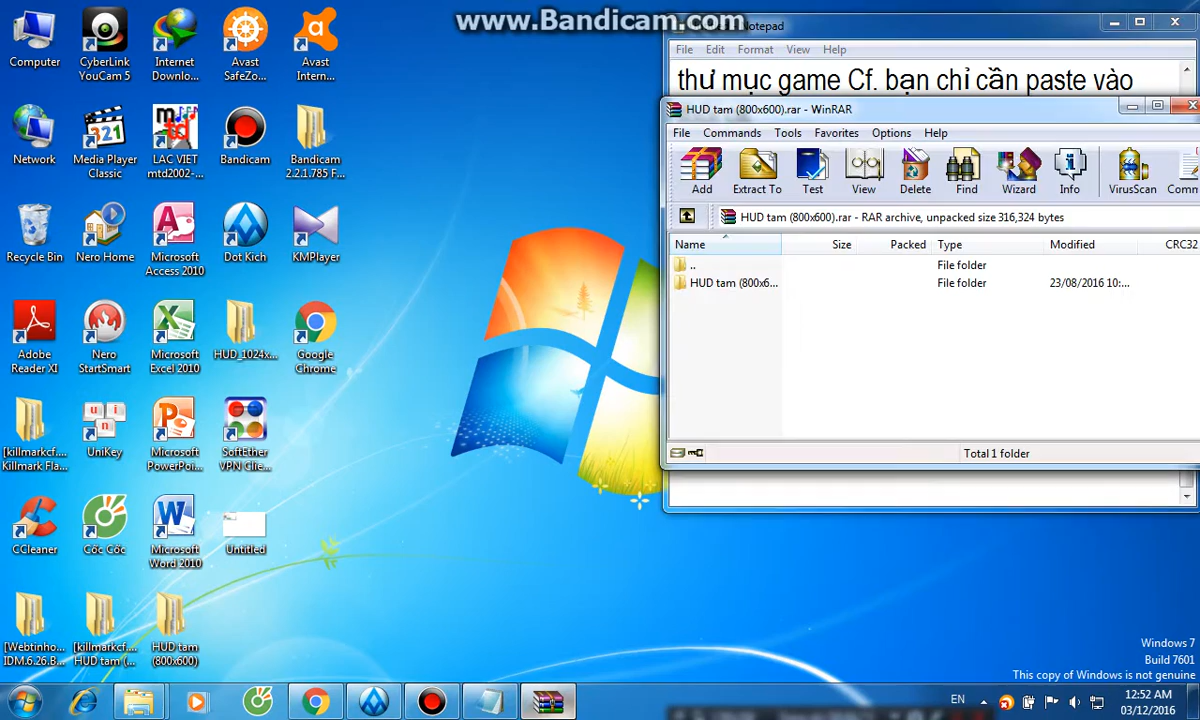 www.Bandicam.com
Notepad
File Edit Format View Help
thư mục game Cf. bạn chỉ cần paste vào
HUD tam (800x600).rar - WinRAR
File Commands Tools Favorites Options Help
Add Extract To Test View Delete Find Wizard Info VirusScan Comn
HUD tam (800x600).rar - RAR archive, unpacked size 316,324 bytes
Name Size Packed Type Modified CRC32
.. File folder
HUD tam (800x6... File folder 23/08/2016 10:...
Total 1 folder
Computer
CyberLink
YouCam 5
Internet
Downlo...
Avast
SafeZo...
Avast
Intern...
Network
Media Player
Classic
LAC VIET
mtd2002-...
Bandicam
Bandicam
2.2.1.785 F...
Recycle Bin
Nero Home
Microsoft
Access 2010
Dot Kich
KMPlayer
Adobe
Reader XI
Nero
StartSmart
Microsoft
Excel 2010
HUD_1024x...
Google
Chrome
[killmarkcf....
Killmark Fla...
UniKey
Microsoft
PowerPoi...
SoftEther
VPN Clie...
CCleaner
Cốc Cốc
Microsoft
Word 2010
Untitled
[Webtinho...
IDM.6.26.B...
[killmarkcf....
HUD tam (...
HUD tam
(800x600)
Windows 7
Build 7601
This copy of Windows is not genuine
EN
12:52 AM
03/12/2016